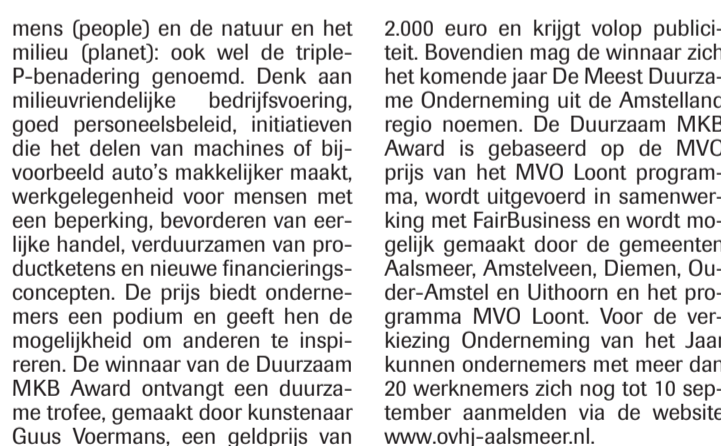 mens (people) en de natuur en het
milieu (planet): ook wel de triple-
P-benadering genoemd. Denk aan
milieuvriendelijke bedrijfsvoering,
goed personeelsbeleid, initiatieven
die het delen van machines of bij-
voorbeeld auto's makkelijker maakt,
werkgelegenheid voor mensen met
een beperking, bevorderen van eer-
lijke handel, verduurzamen van pro-
ductketens en nieuwe financierings-
concepten. De prijs biedt onderne-
mers een podium en geeft hen de
mogelijkheid om anderen te inspi-
reren. De winnaar van de Duurzaam
MKB Award ontvangt een duurza-
me trofee, gemaakt door kunstenaar
Guus Voermans, een geldprijs van
2.000 euro en krijgt volop publici-
teit. Bovendien mag de winnaar zich
het komende jaar De Meest Duurza-
me Onderneming uit de Amstelland
regio noemen. De Duurzaam MKB
Award is gebaseerd op de MVO
prijs van het MVO Loont program-
ma, wordt uitgevoerd in samenwer-
king met FairBusiness en wordt mo-
gelijk gemaakt door de gemeenten
Aalsmeer, Amstelveen, Diemen, Ou-
der-Amstel en Uithoorn en het pro-
gramma MVO Loont. Voor de ver-
kiezing Onderneming van het Jaar
kunnen ondernemers met meer dan
20 werknemers zich nog tot 10 sep-
tember aanmelden via de website
www.ovhj-aalsmeer.nl.